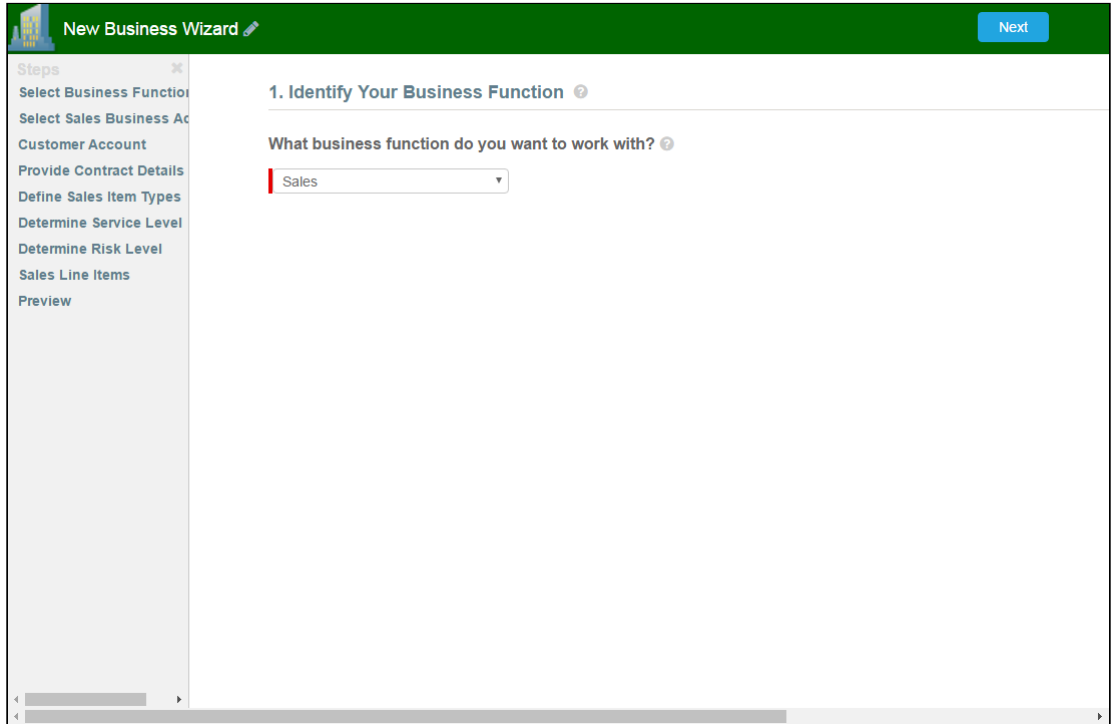 New Business Wizard
Next
Steps
Select Business Function
Select Sales Business Ac
Customer Account
Provide Contract Details
Define Sales Item Types
Determine Service Level
Determine Risk Level
Sales Line Items
Preview
1. Identify Your Business Function
What business function do you want to work with?
Sales